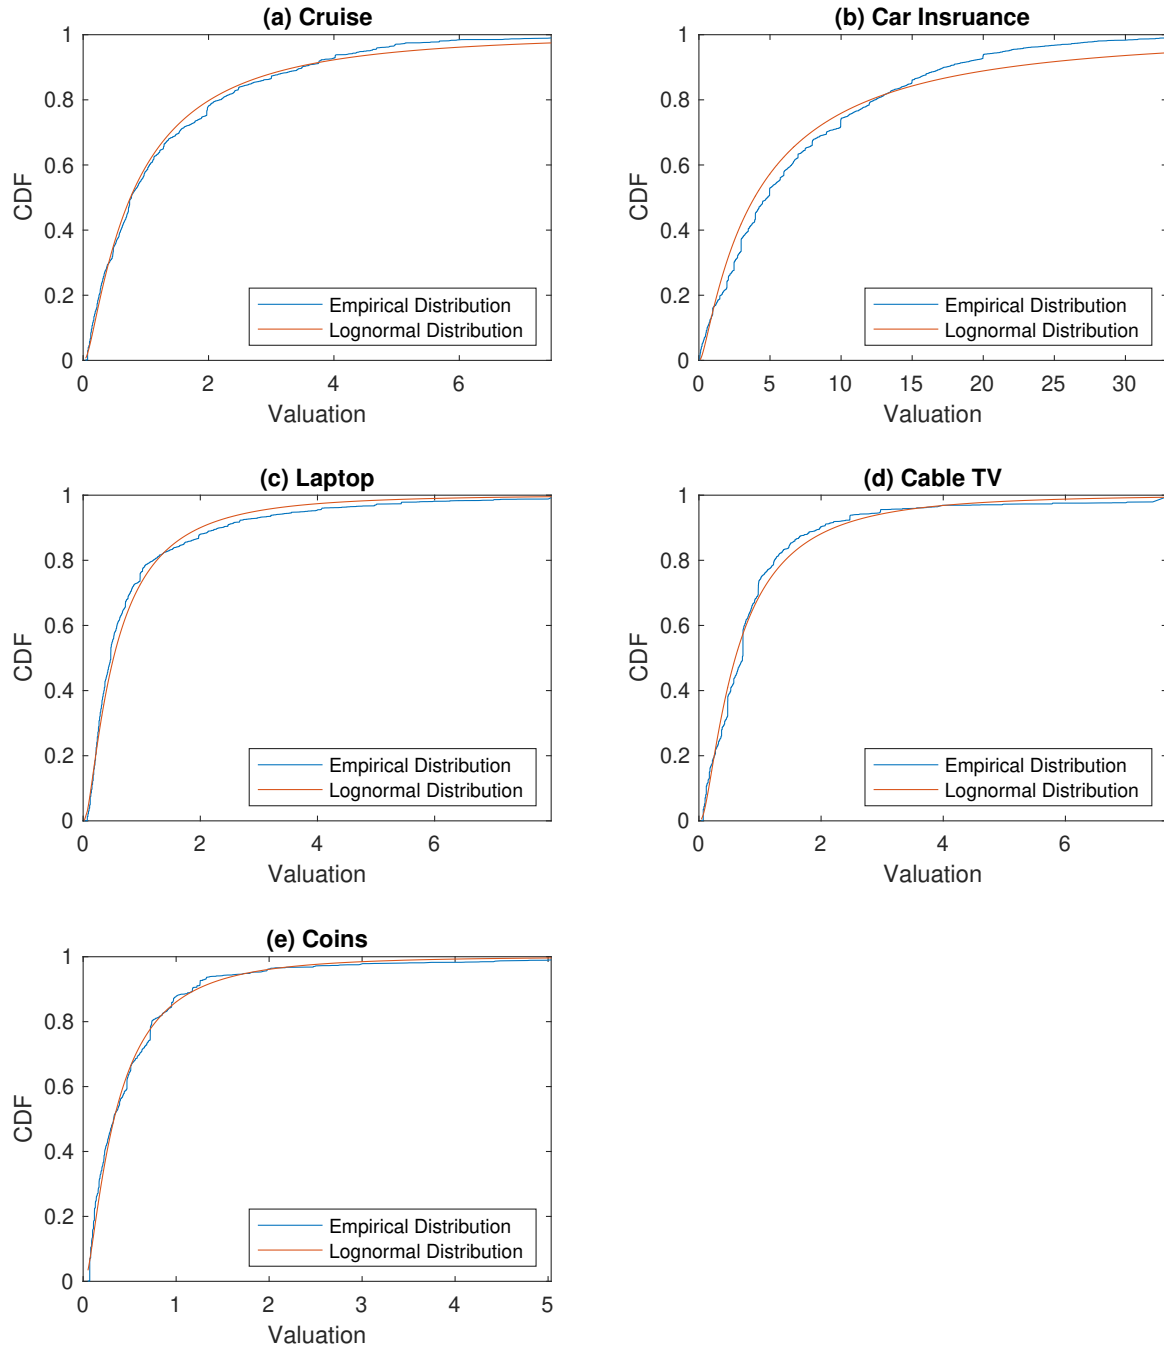 (a) Cruise
1
0.8
0.6
0.4
0.2
0
CDF
Empirical Distribution
Lognormal Distribution
0 2 4 6
Valuation
(b) Car Insruance
1
0.8
0.6
0.4
0.2
0
CDF
Empirical Distribution
Lognormal Distribution
0 5 10 15 20 25 30
Valuation
(c) Laptop
1
0.8
0.6
0.4
0.2
0
CDF
Empirical Distribution
Lognormal Distribution
0 2 4 6
Valuation
(d) Cable TV
1
0.8
0.6
0.4
0.2
0
CDF
Empirical Distribution
Lognormal Distribution
0 2 4 6
Valuation
(e) Coins
1
0.8
0.6
0.4
0.2
0
CDF
Empirical Distribution
Lognormal Distribution
0 1 2 3 4 5
Valuation